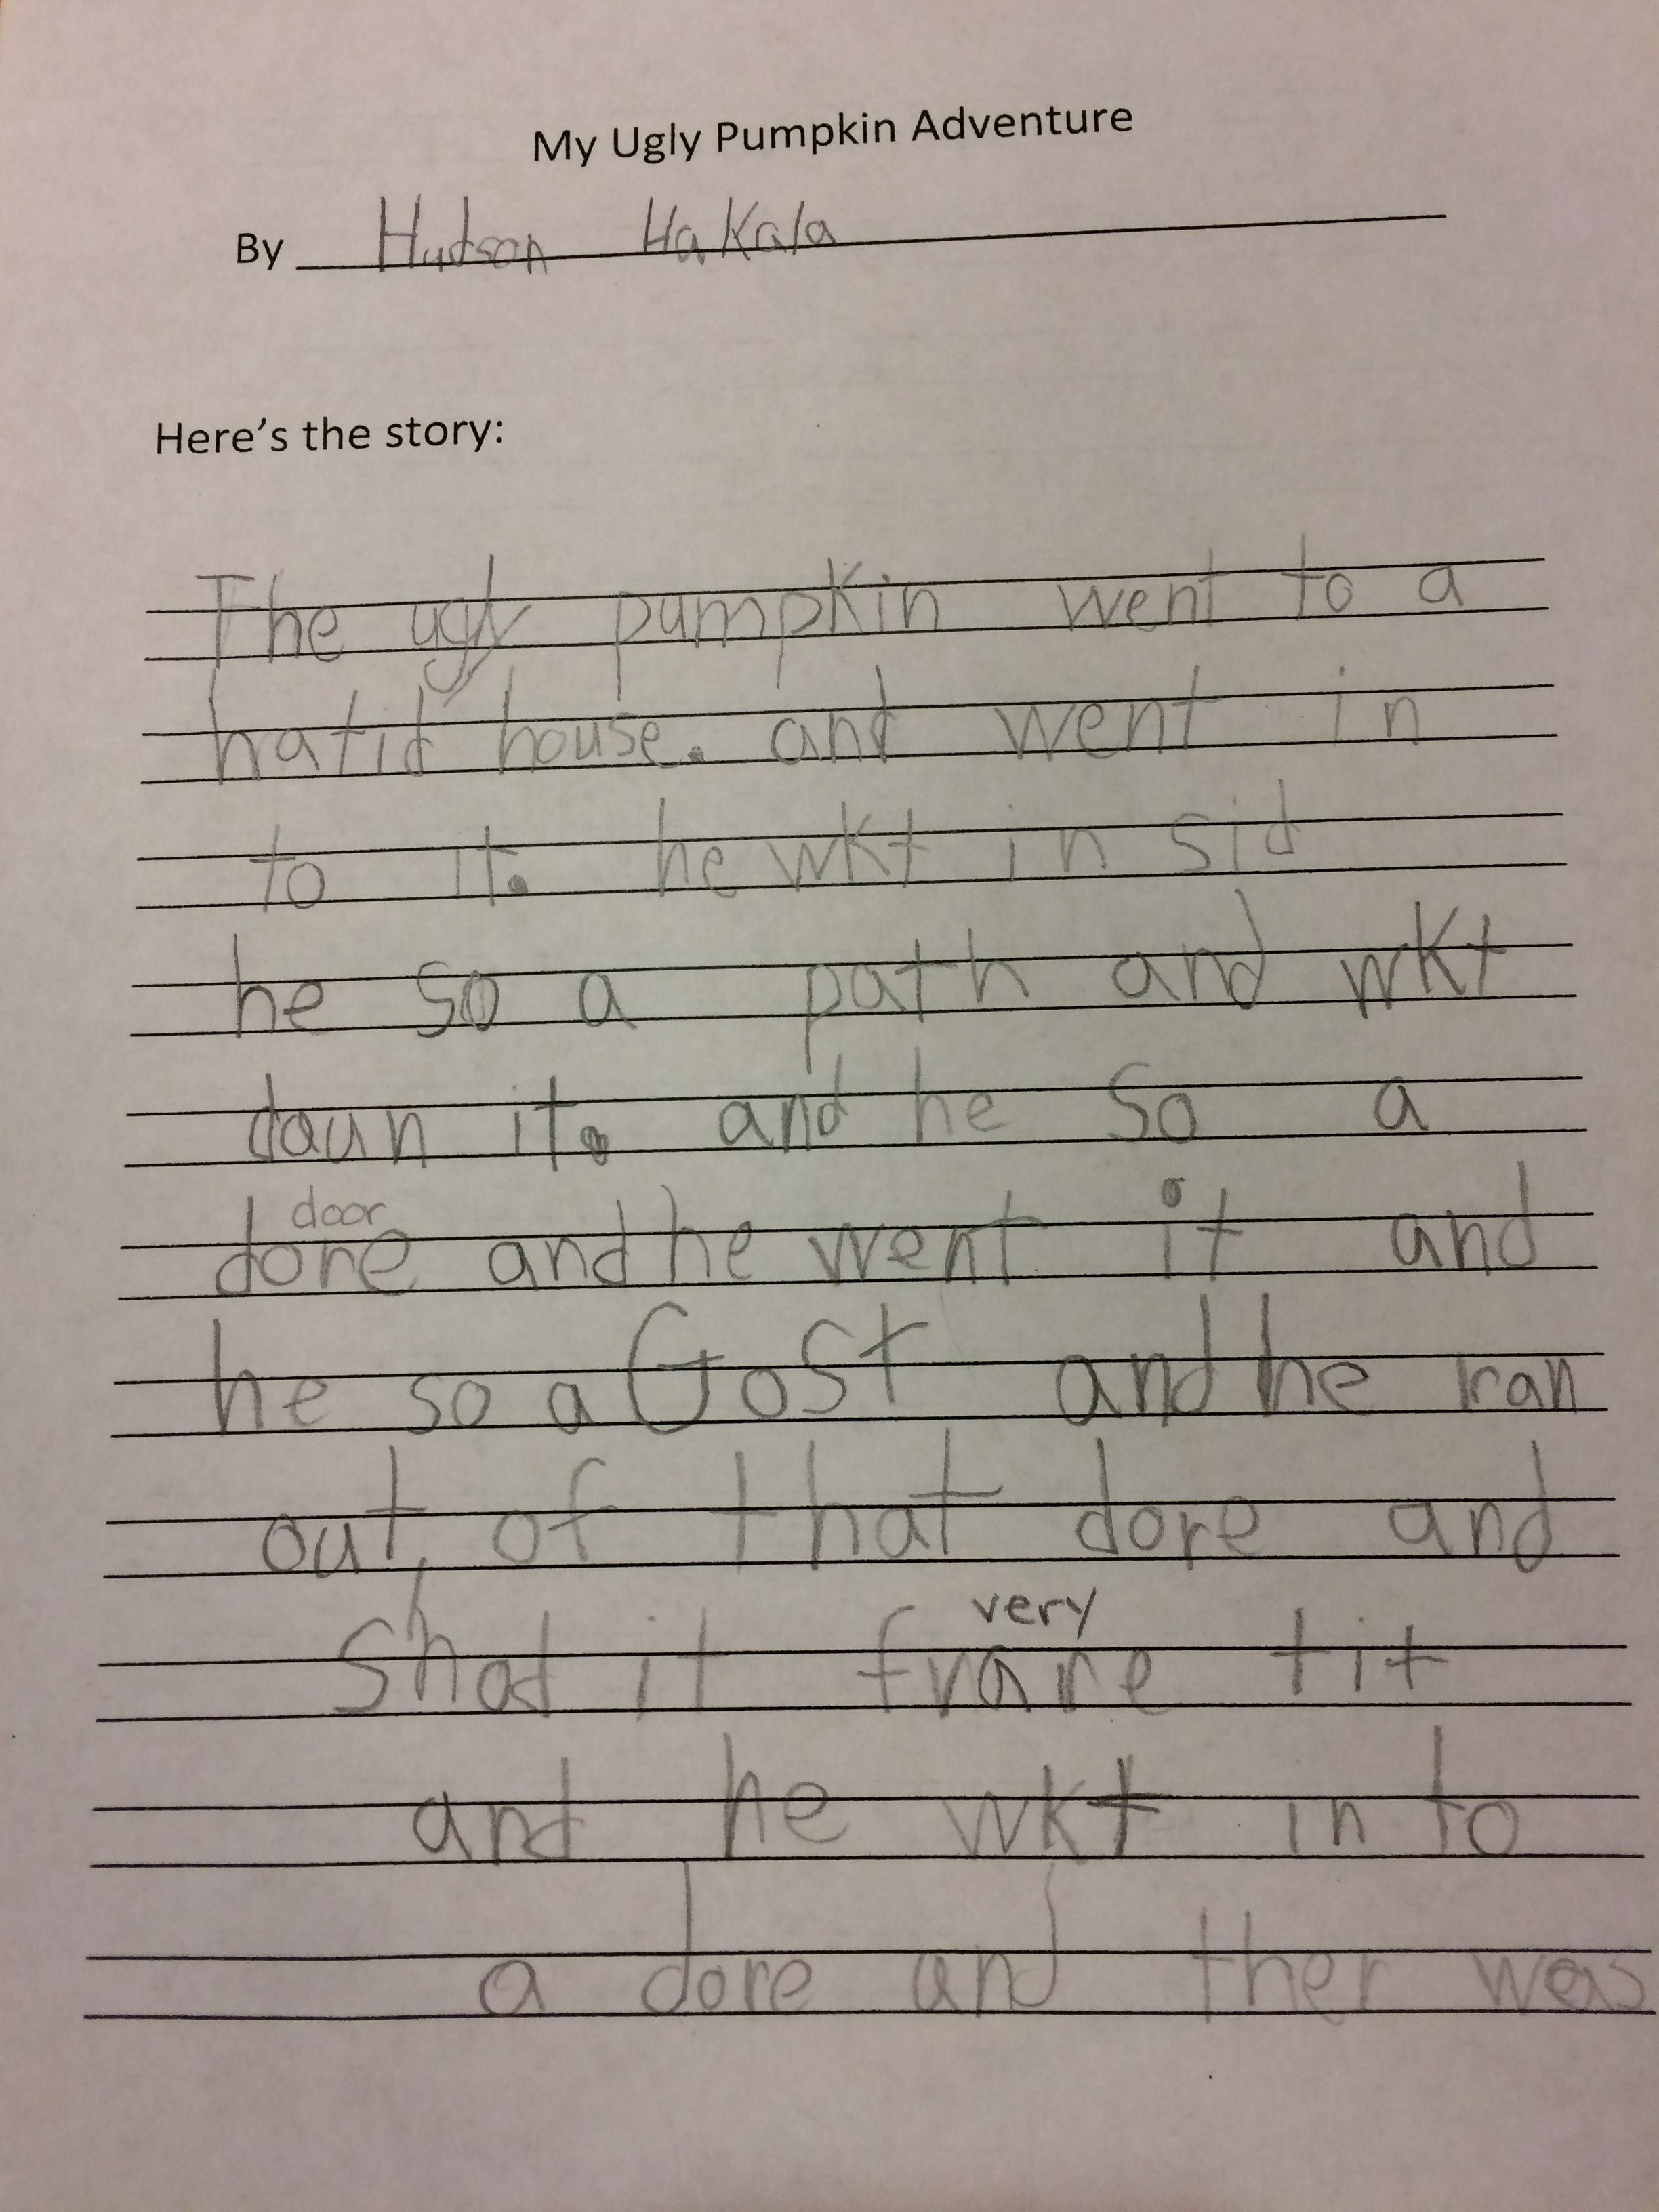 My Ugly Pumpkin Adventure
By Hudson HaKala
Here's the story:
The ugly pumpkin went to a
hatid house. and went in
to it. he wkt in sid
he so a path and wkt
daun it. and he so a
door
dore and he went it and
he so a Gost and he ran
out of that dore and
very
Shot it frare tit
and he wkt in to
a dore and ther was